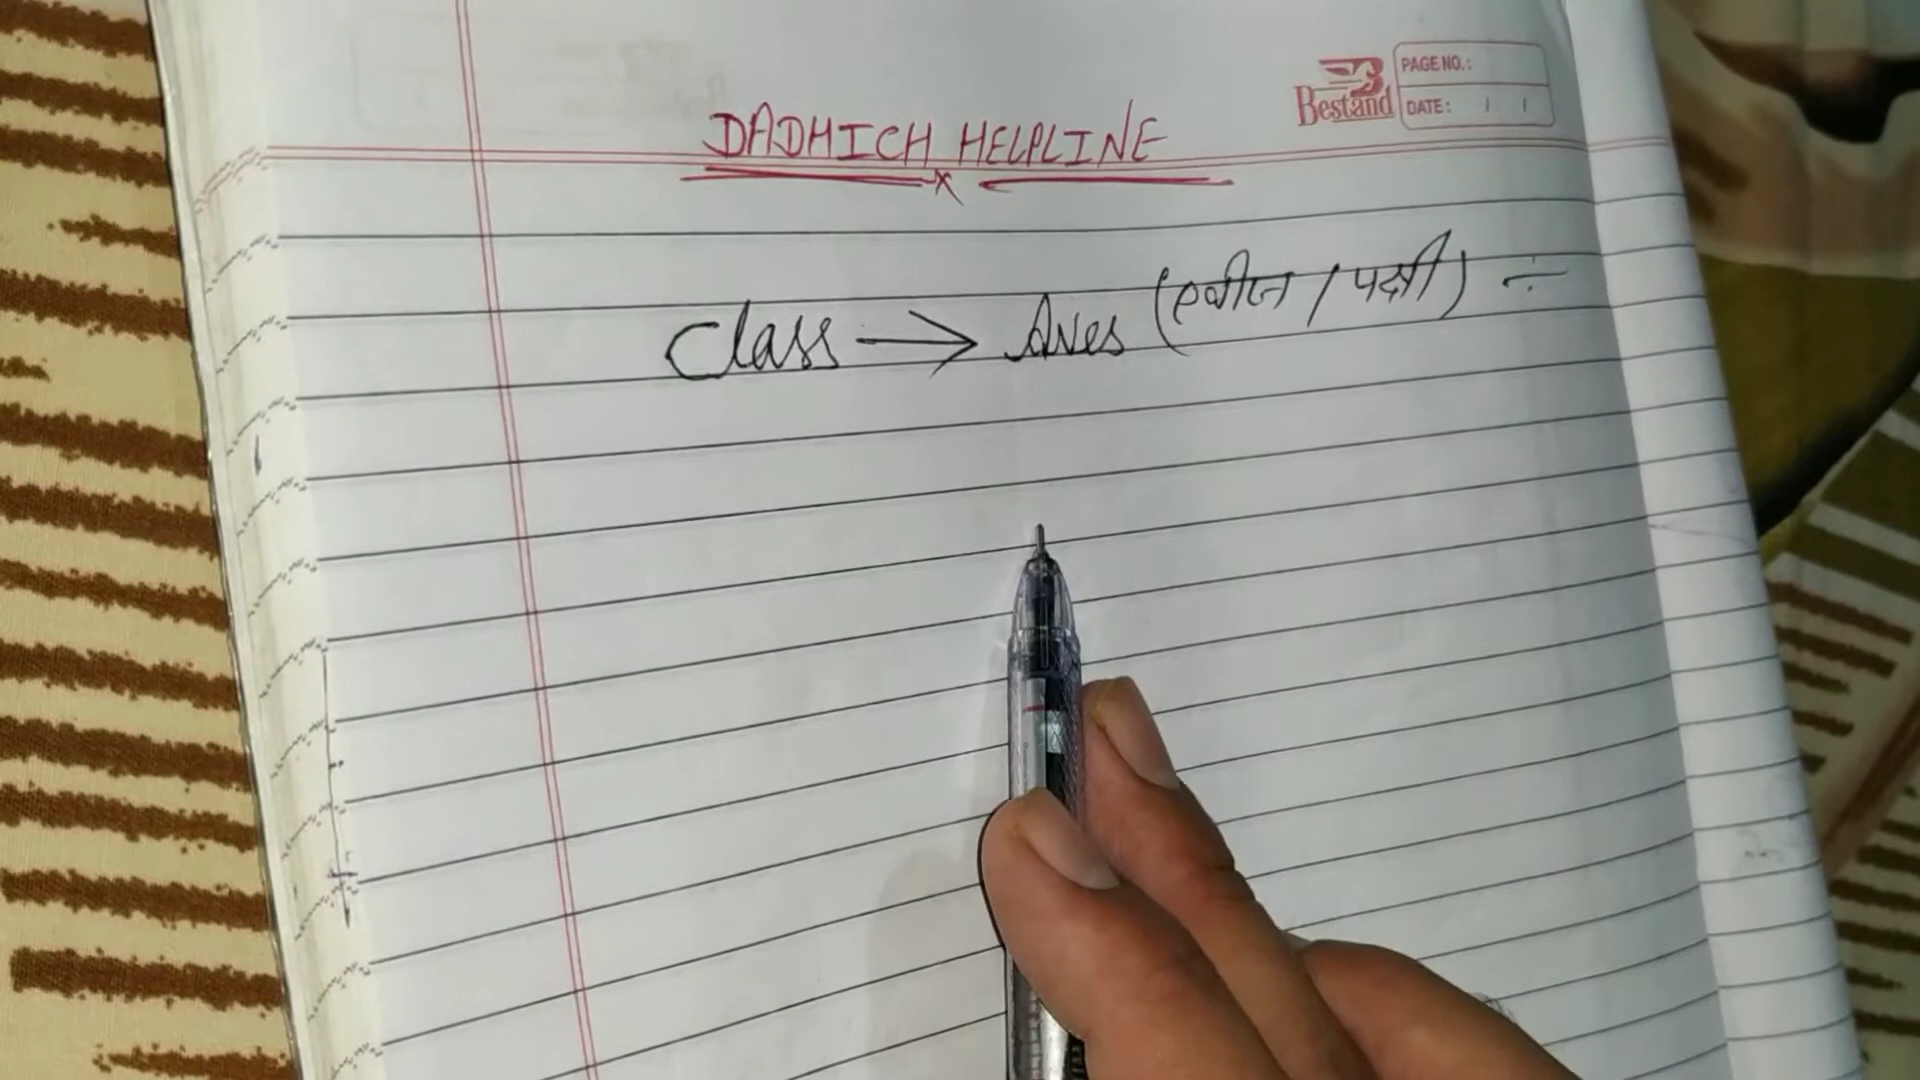 DADHICH HELPLINE
Bestand
PAGE NO.:
DATE: / /
Class → Aves (एवीज / पक्षी) ÷